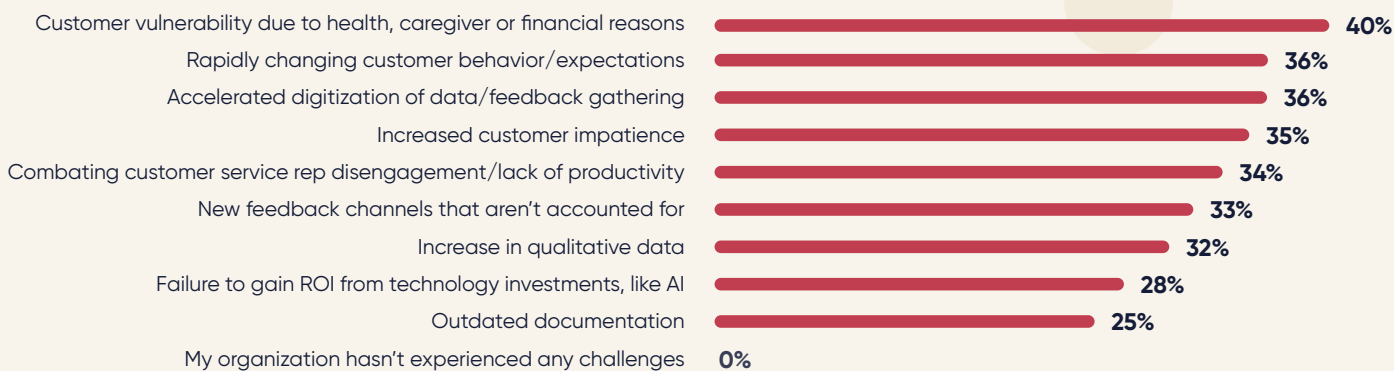 Customer vulnerability due to health, caregiver or financial reasons 40%
Rapidly changing customer behavior/expectations 36%
Accelerated digitization of data/feedback gathering 36%
Increased customer impatience 35%
Combating customer service rep disengagement/lack of productivity 34%
New feedback channels that aren’t accounted for 33%
Increase in qualitative data 32%
Failure to gain ROI from technology investments, like AI 28%
Outdated documentation 25%
My organization hasn’t experienced any challenges 0%